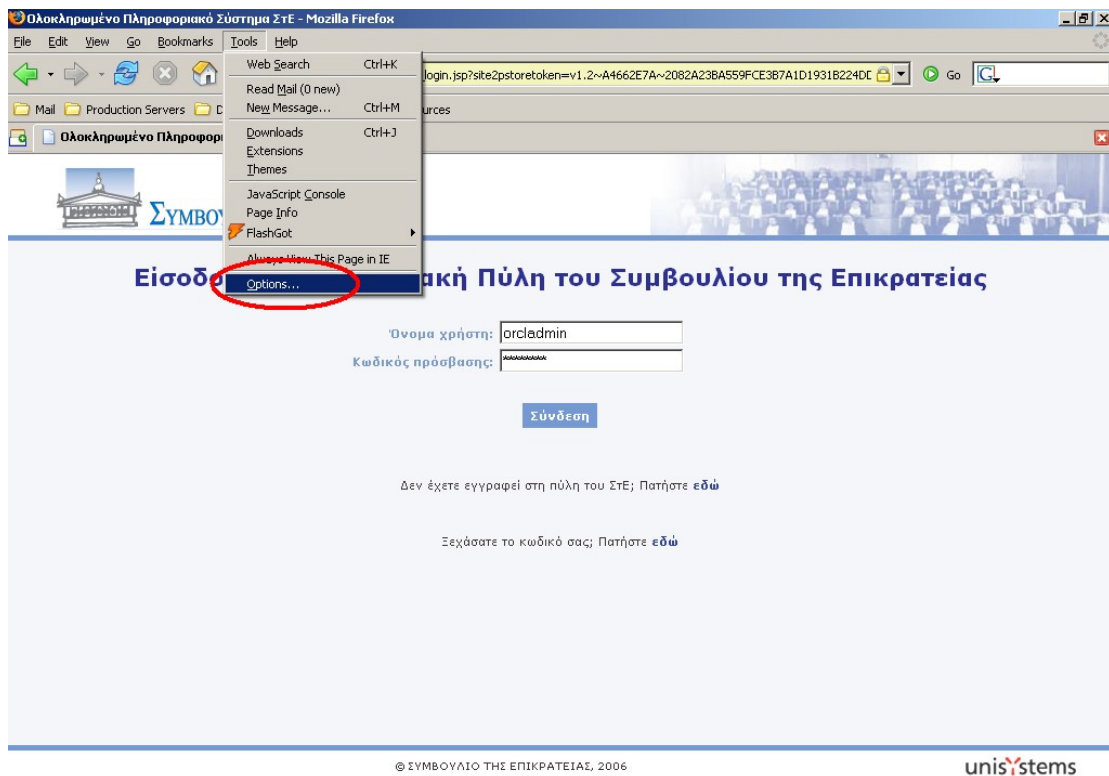 Ολοκληρωμένο Πληροφοριακό Σύστημα ΣτΕ - Mozilla Firefox
File Edit View Go Bookmarks Tools Help
Web Search Ctrl+K
login.jsp?site2pstoretoken=v1.2~A4662E7A~2082A23BA559FCE3B7A1D1931B224DE Go G
Read Mail (0 new)
Mail Production Servers
New Message... Ctrl+M
urces
Ολοκληρωμένο Πληροφορι
Downloads Ctrl+J
Extensions
Themes
JavaScript Console
Page Info
FlashGot
Always View This Page in IE
Options...
ΣΥΜΒΟΥ
Είσοδο ακή Πύλη του Συμβουλίου της Επικρατείας
Όνομα χρήστη: orcladmin
Κωδικός πρόσβασης: ********
Σύνδεση
Δεν έχετε εγγραφεί στη πύλη του ΣτΕ; Πατήστε εδώ
Ξεχάσατε το κωδικό σας; Πατήστε εδώ
© ΣΥΜΒΟΥΛΙΟ ΤΗΣ ΕΠΙΚΡΑΤΕΙΑΣ, 2006
unisystems